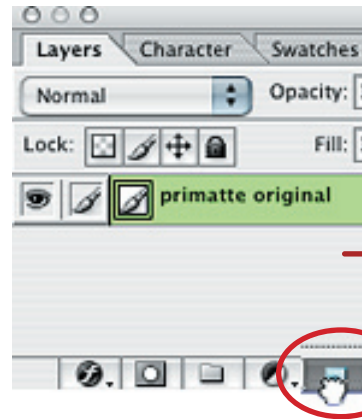 Layers Character Swatches
Normal Opacity:
Lock: Fill:
primatte original